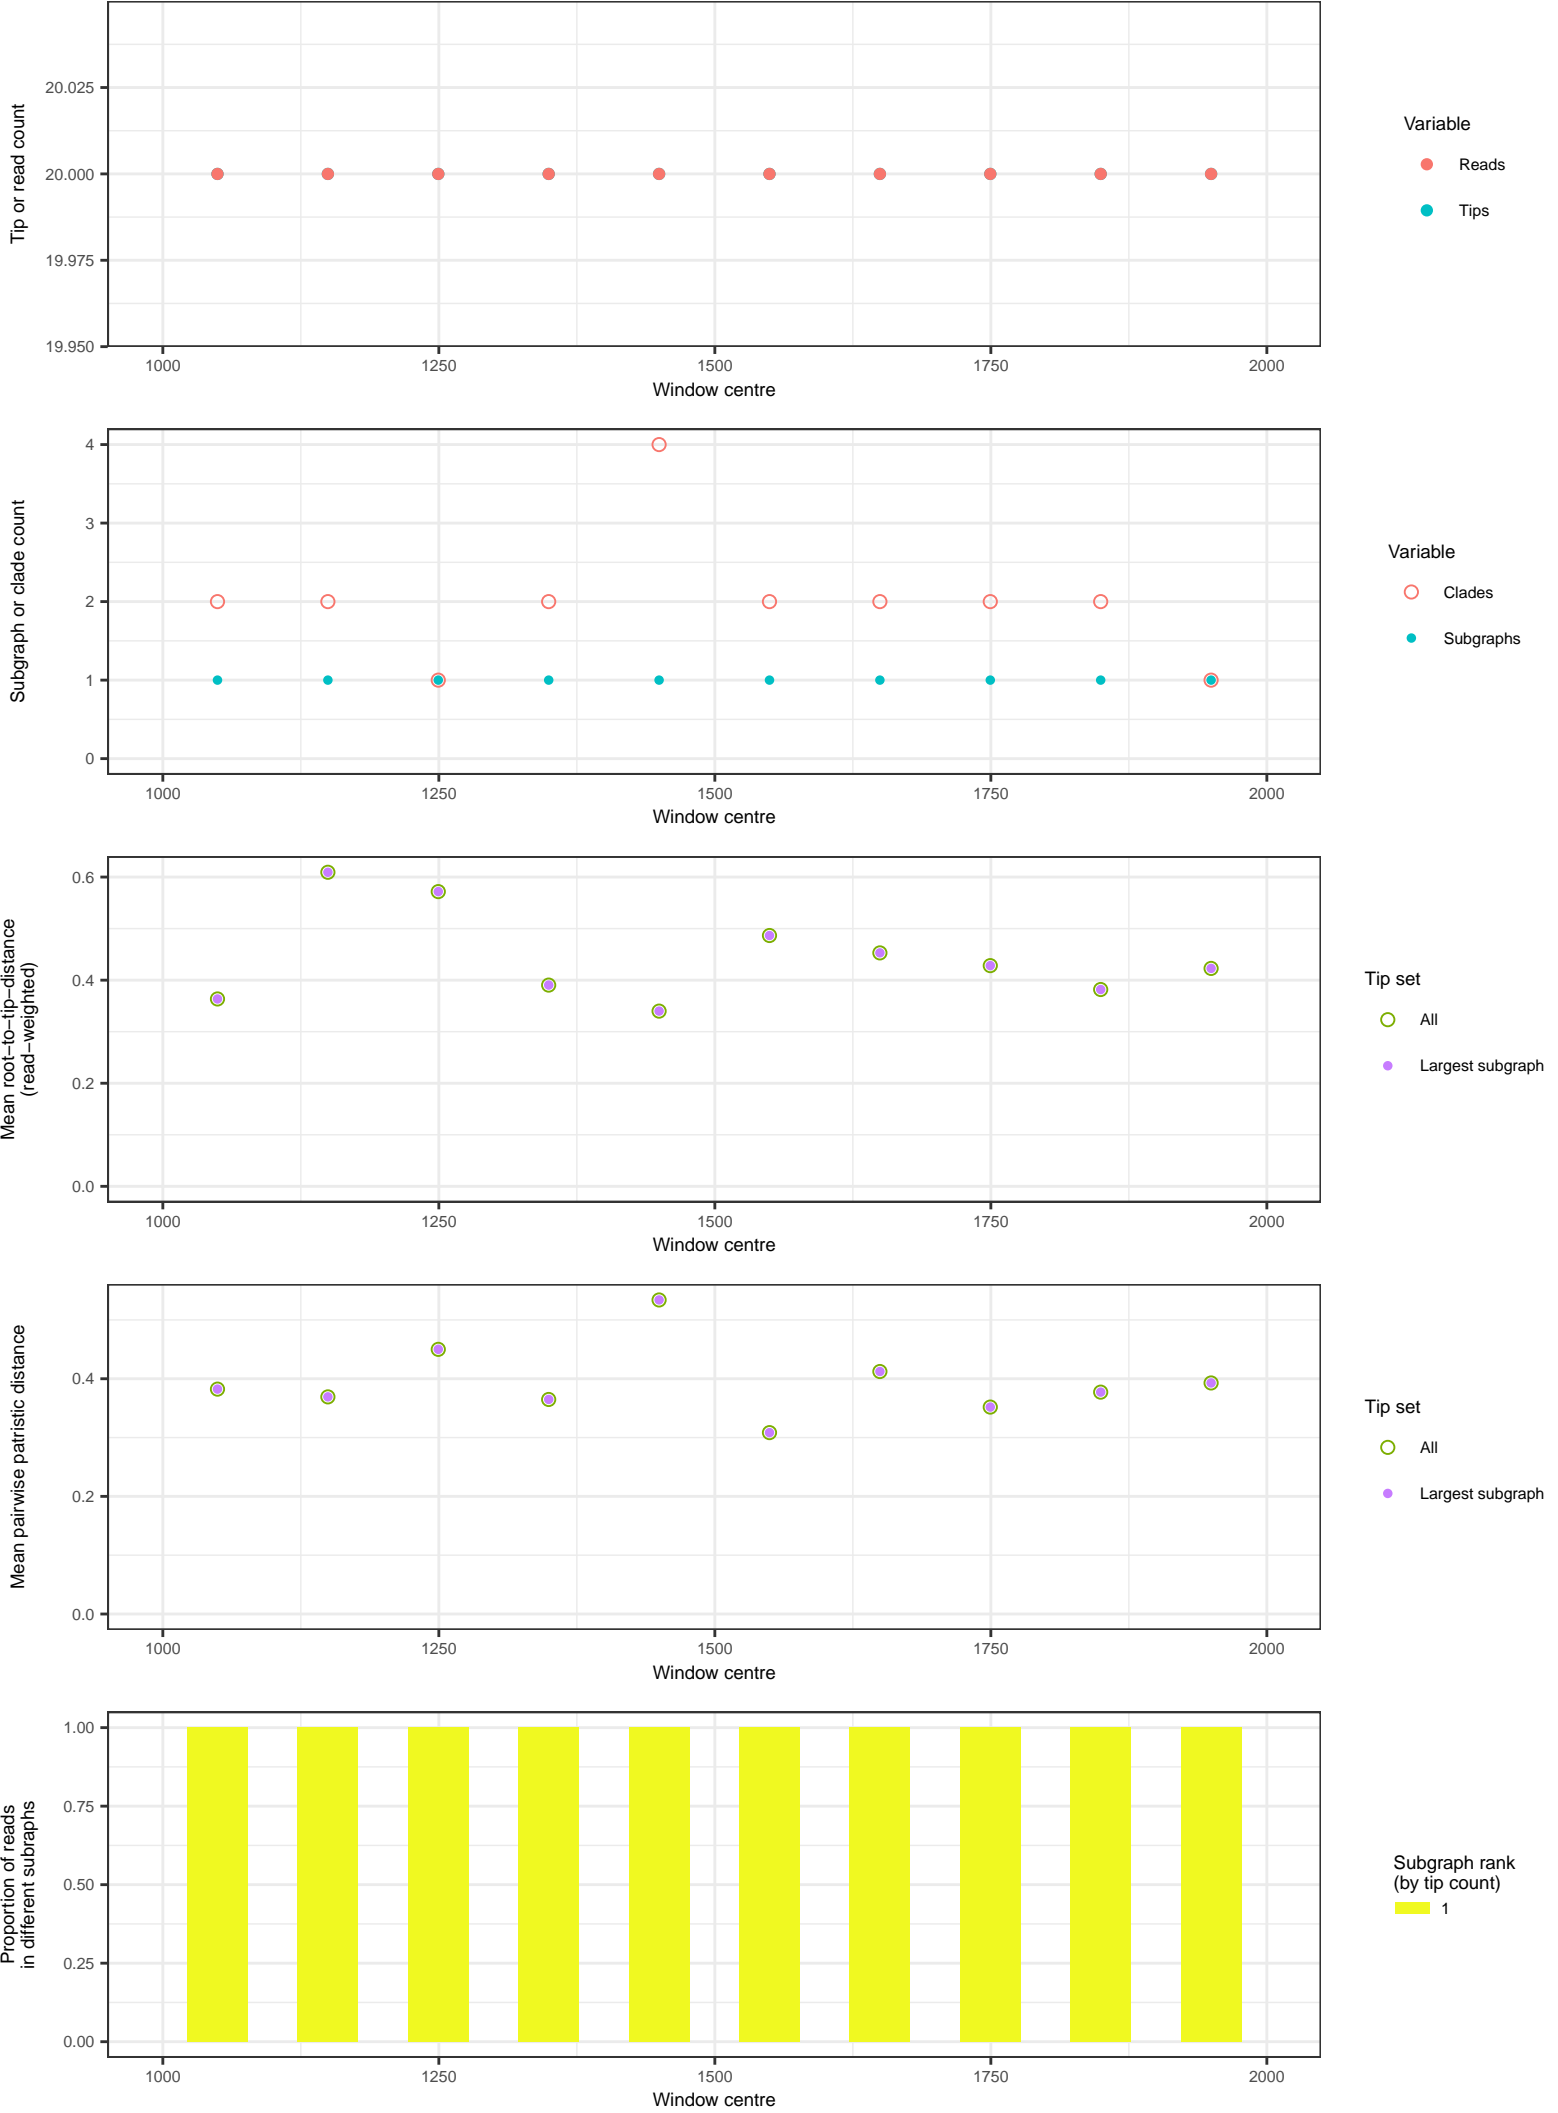 20.025
20.000
19.975
19.950
Tip or read count
1000 1250 1500 1750 2000
Window centre
Variable
Reads
Tips
4
3
2
1
0
Subgraph or clade count
1000 1250 1500 1750 2000
Window centre
Variable
Clades
Subgraphs
0.6
0.4
0.2
0.0
Mean root−to−tip−distance
(read−weighted)
1000 1250 1500 1750 2000
Window centre
Tip set
All
Largest subgraph
0.4
0.2
0.0
Mean pairwise patristic distance
1000 1250 1500 1750 2000
Window centre
Tip set
All
Largest subgraph
1.00
0.75
0.50
0.25
0.00
Proportion of reads
in different subraphs
1000 1250 1500 1750 2000
Window centre
Subgraph rank
(by tip count)
1